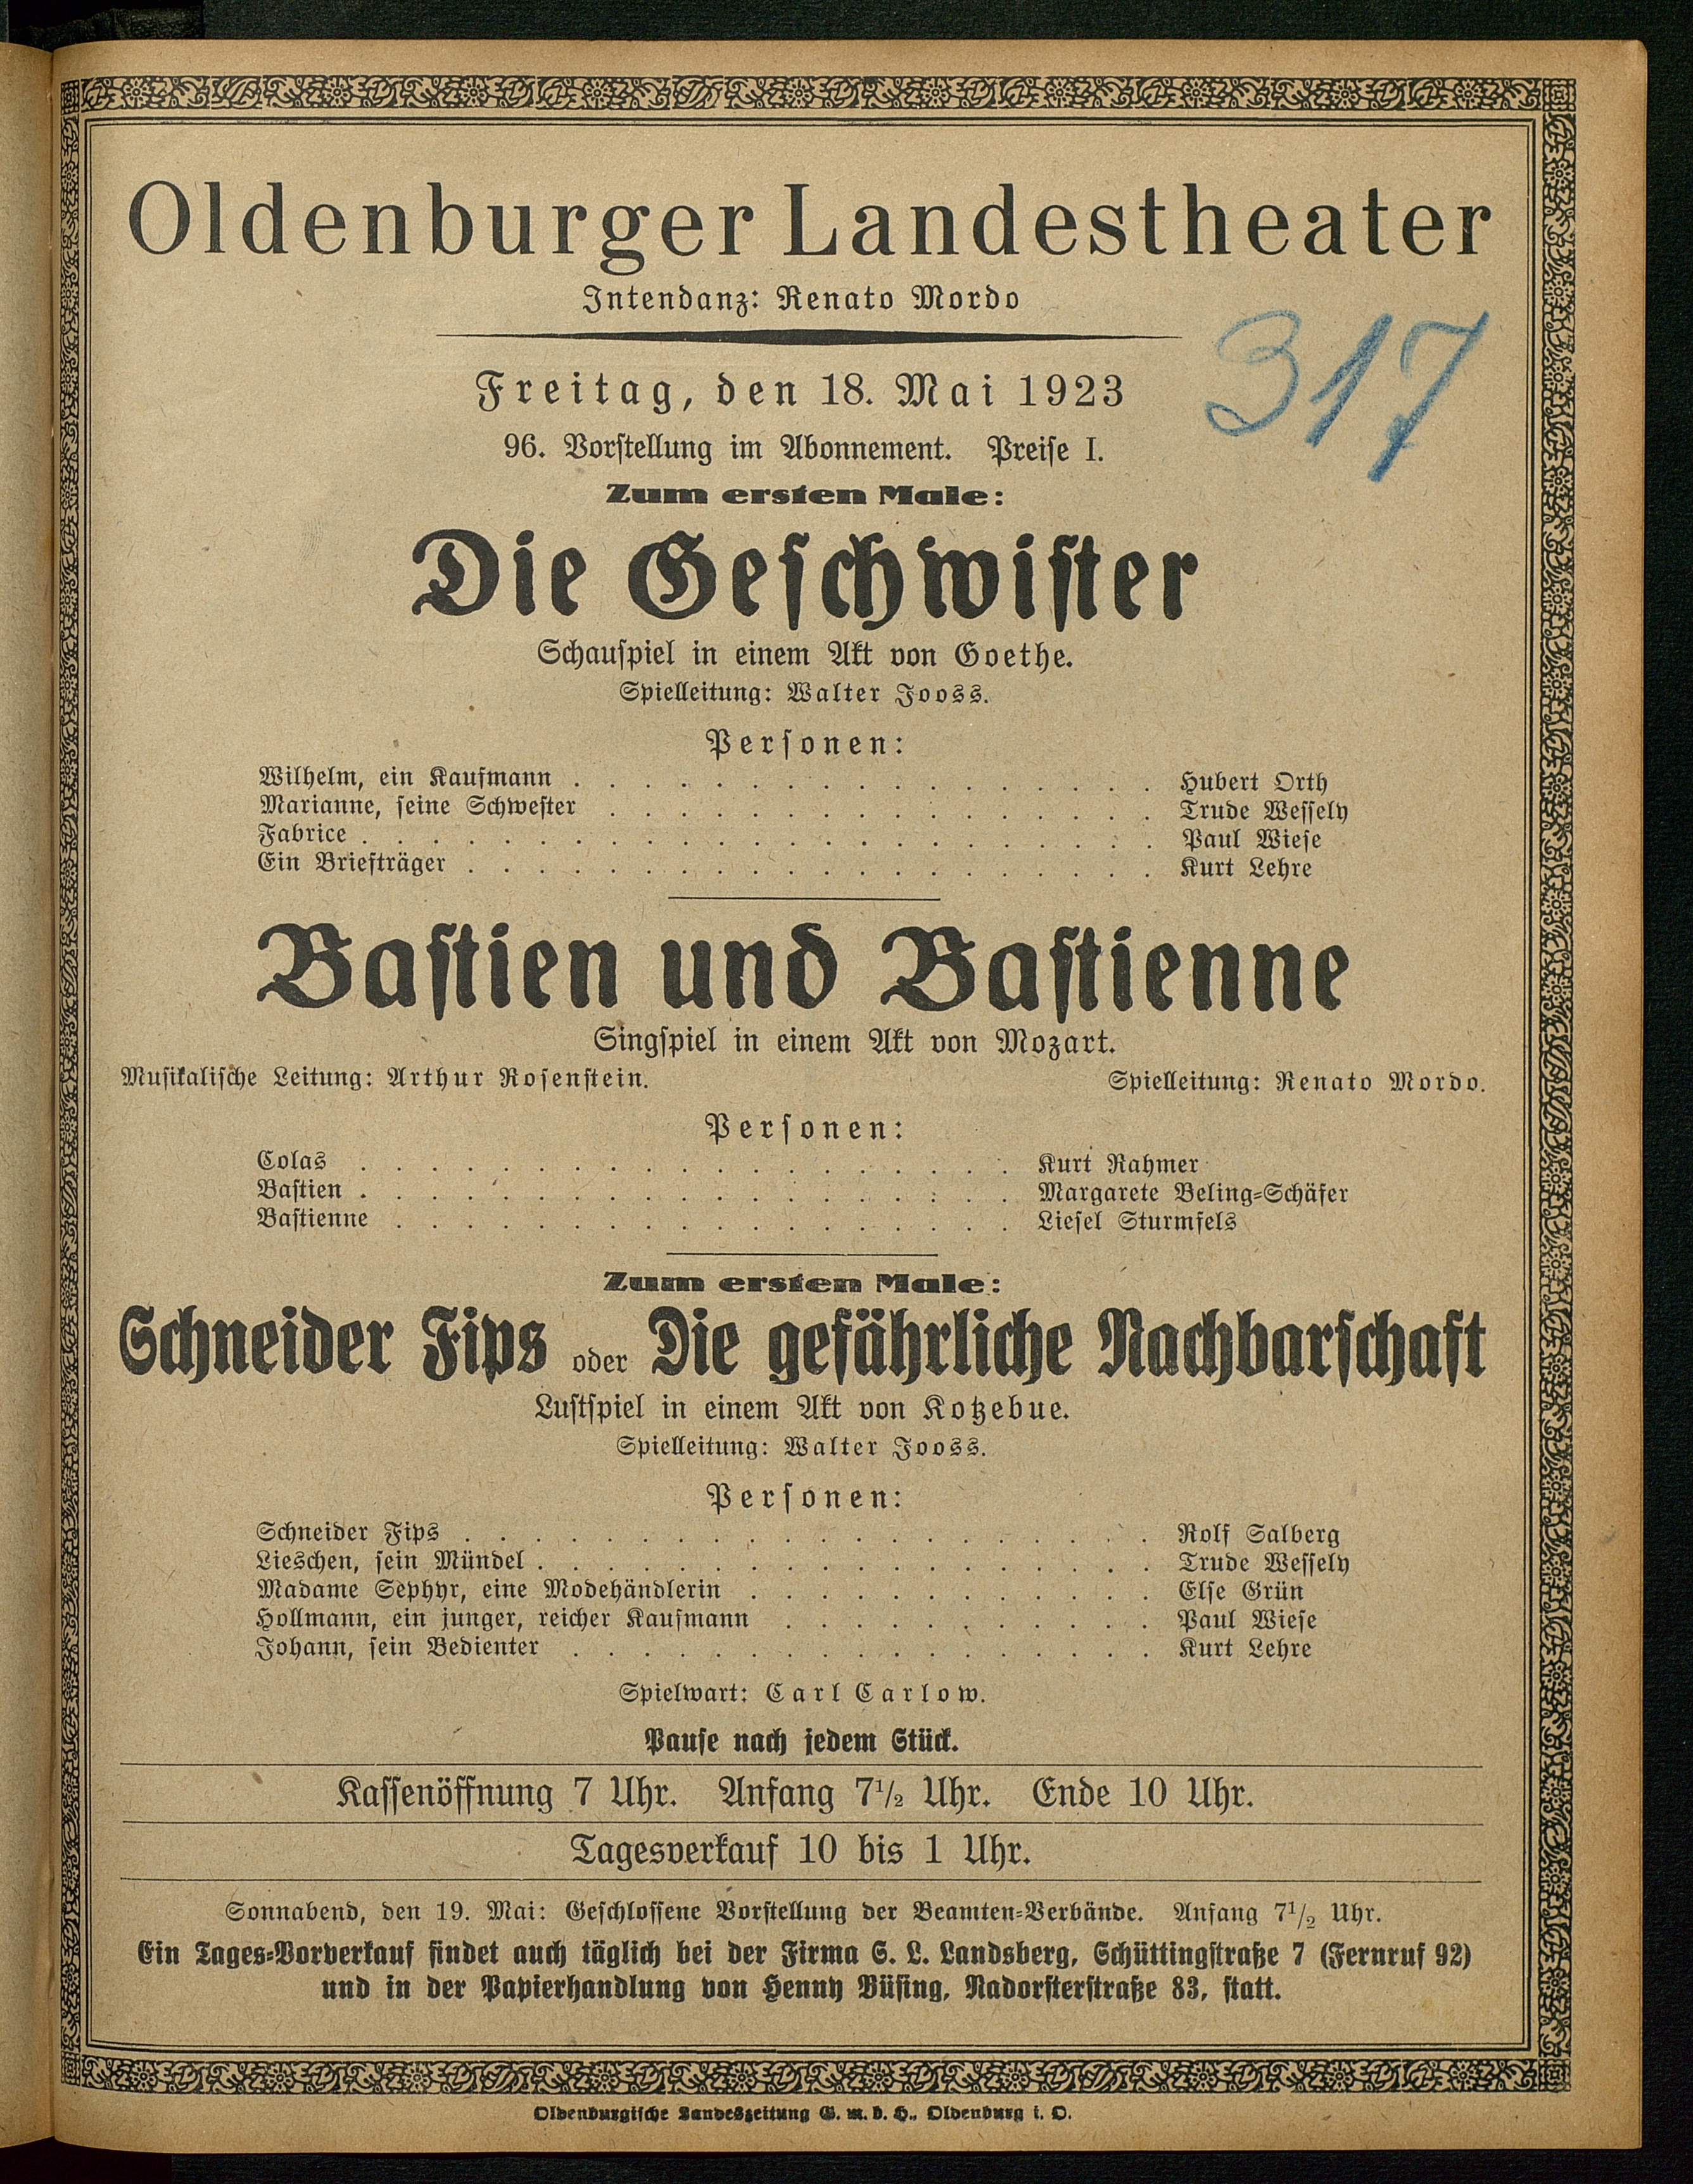 Oldenburger Landestheater
Intendanz: Renato Mordo
317
Freitag, den 18. Mai 1923
96. Vorstellung im Abonnement. Preise I.
Zum ersten Male:
Die Geschwister
Schauspiel in einem Akt von Goethe.
Spielleitung: Walter Jooss.
Personen:
Wilhelm, ein Kaufmann . . . . . . . . . . . . . . . . . Hubert Orth
Marianne, seine Schwester . . . . . . . . . . . . . . . . Trude Wessely
Fabrice . . . . . . . . . . . . . . . . . . . . . . . Paul Wiese
Ein Briefträger . . . . . . . . . . . . . . . . . . . . Kurt Lehre
Bastien und Bastienne
Singspiel in einem Akt von Mozart.
Musikalische Leitung: Arthur Rosenstein. Spielleitung: Renato Mordo.
Personen:
Colas . . . . . . . . . . . . . . . . . . . Kurt Rahmer
Bastien . . . . . . . . . . . . . . . . . . . Margarete Beling-Schäfer
Bastienne . . . . . . . . . . . . . . . . . . Liesel Sturmfels
Zum ersten Male:
Schneider Fips oder Die gefährliche Nachbarschaft
Lustspiel in einem Akt von Kotzebue.
Spielleitung: Walter Jooss.
Personen:
Schneider Fips . . . . . . . . . . . . . . . . . . . . Rolf Salberg
Lieschen, sein Mündel . . . . . . . . . . . . . . . . . . Trude Wessely
Madame Sephyr, eine Modehändlerin . . . . . . . . . . . . Else Grün
Hollmann, ein junger, reicher Kaufmann . . . . . . . . . . . Paul Wiese
Johann, sein Bedienter . . . . . . . . . . . . . . . . . Kurt Lehre
Spielwart: Carl Carlow.
Pause nach jedem Stück.
Kassenöffnung 7 Uhr. Anfang 7½ Uhr. Ende 10 Uhr.
Tagesverkauf 10 bis 1 Uhr.
Sonnabend, den 19. Mai: Geschlossene Vorstellung der Beamten-Verbände. Anfang 7½ Uhr.
Ein Tages-Vorverkauf findet auch täglich bei der Firma S. L. Landsberg, Schüttingstraße 7 (Fernruf 92)
und in der Papierhandlung von Henny Büsing, Nadorsterstraße 83, statt.
Oldenburgische Landeszeitung G. m. b. H., Oldenburg i. O.